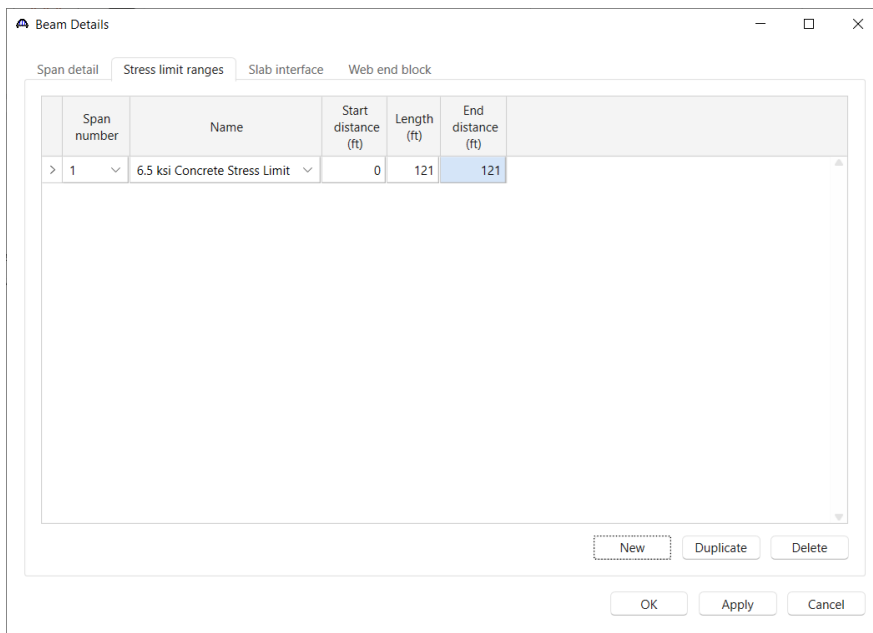 Beam Details
Span detail Stress limit ranges Slab interface Web end block
Span number Name Start distance (ft) Length (ft) End distance (ft)
1 6.5 ksi Concrete Stress Limit 0 121 121
New Duplicate Delete
OK Apply Cancel